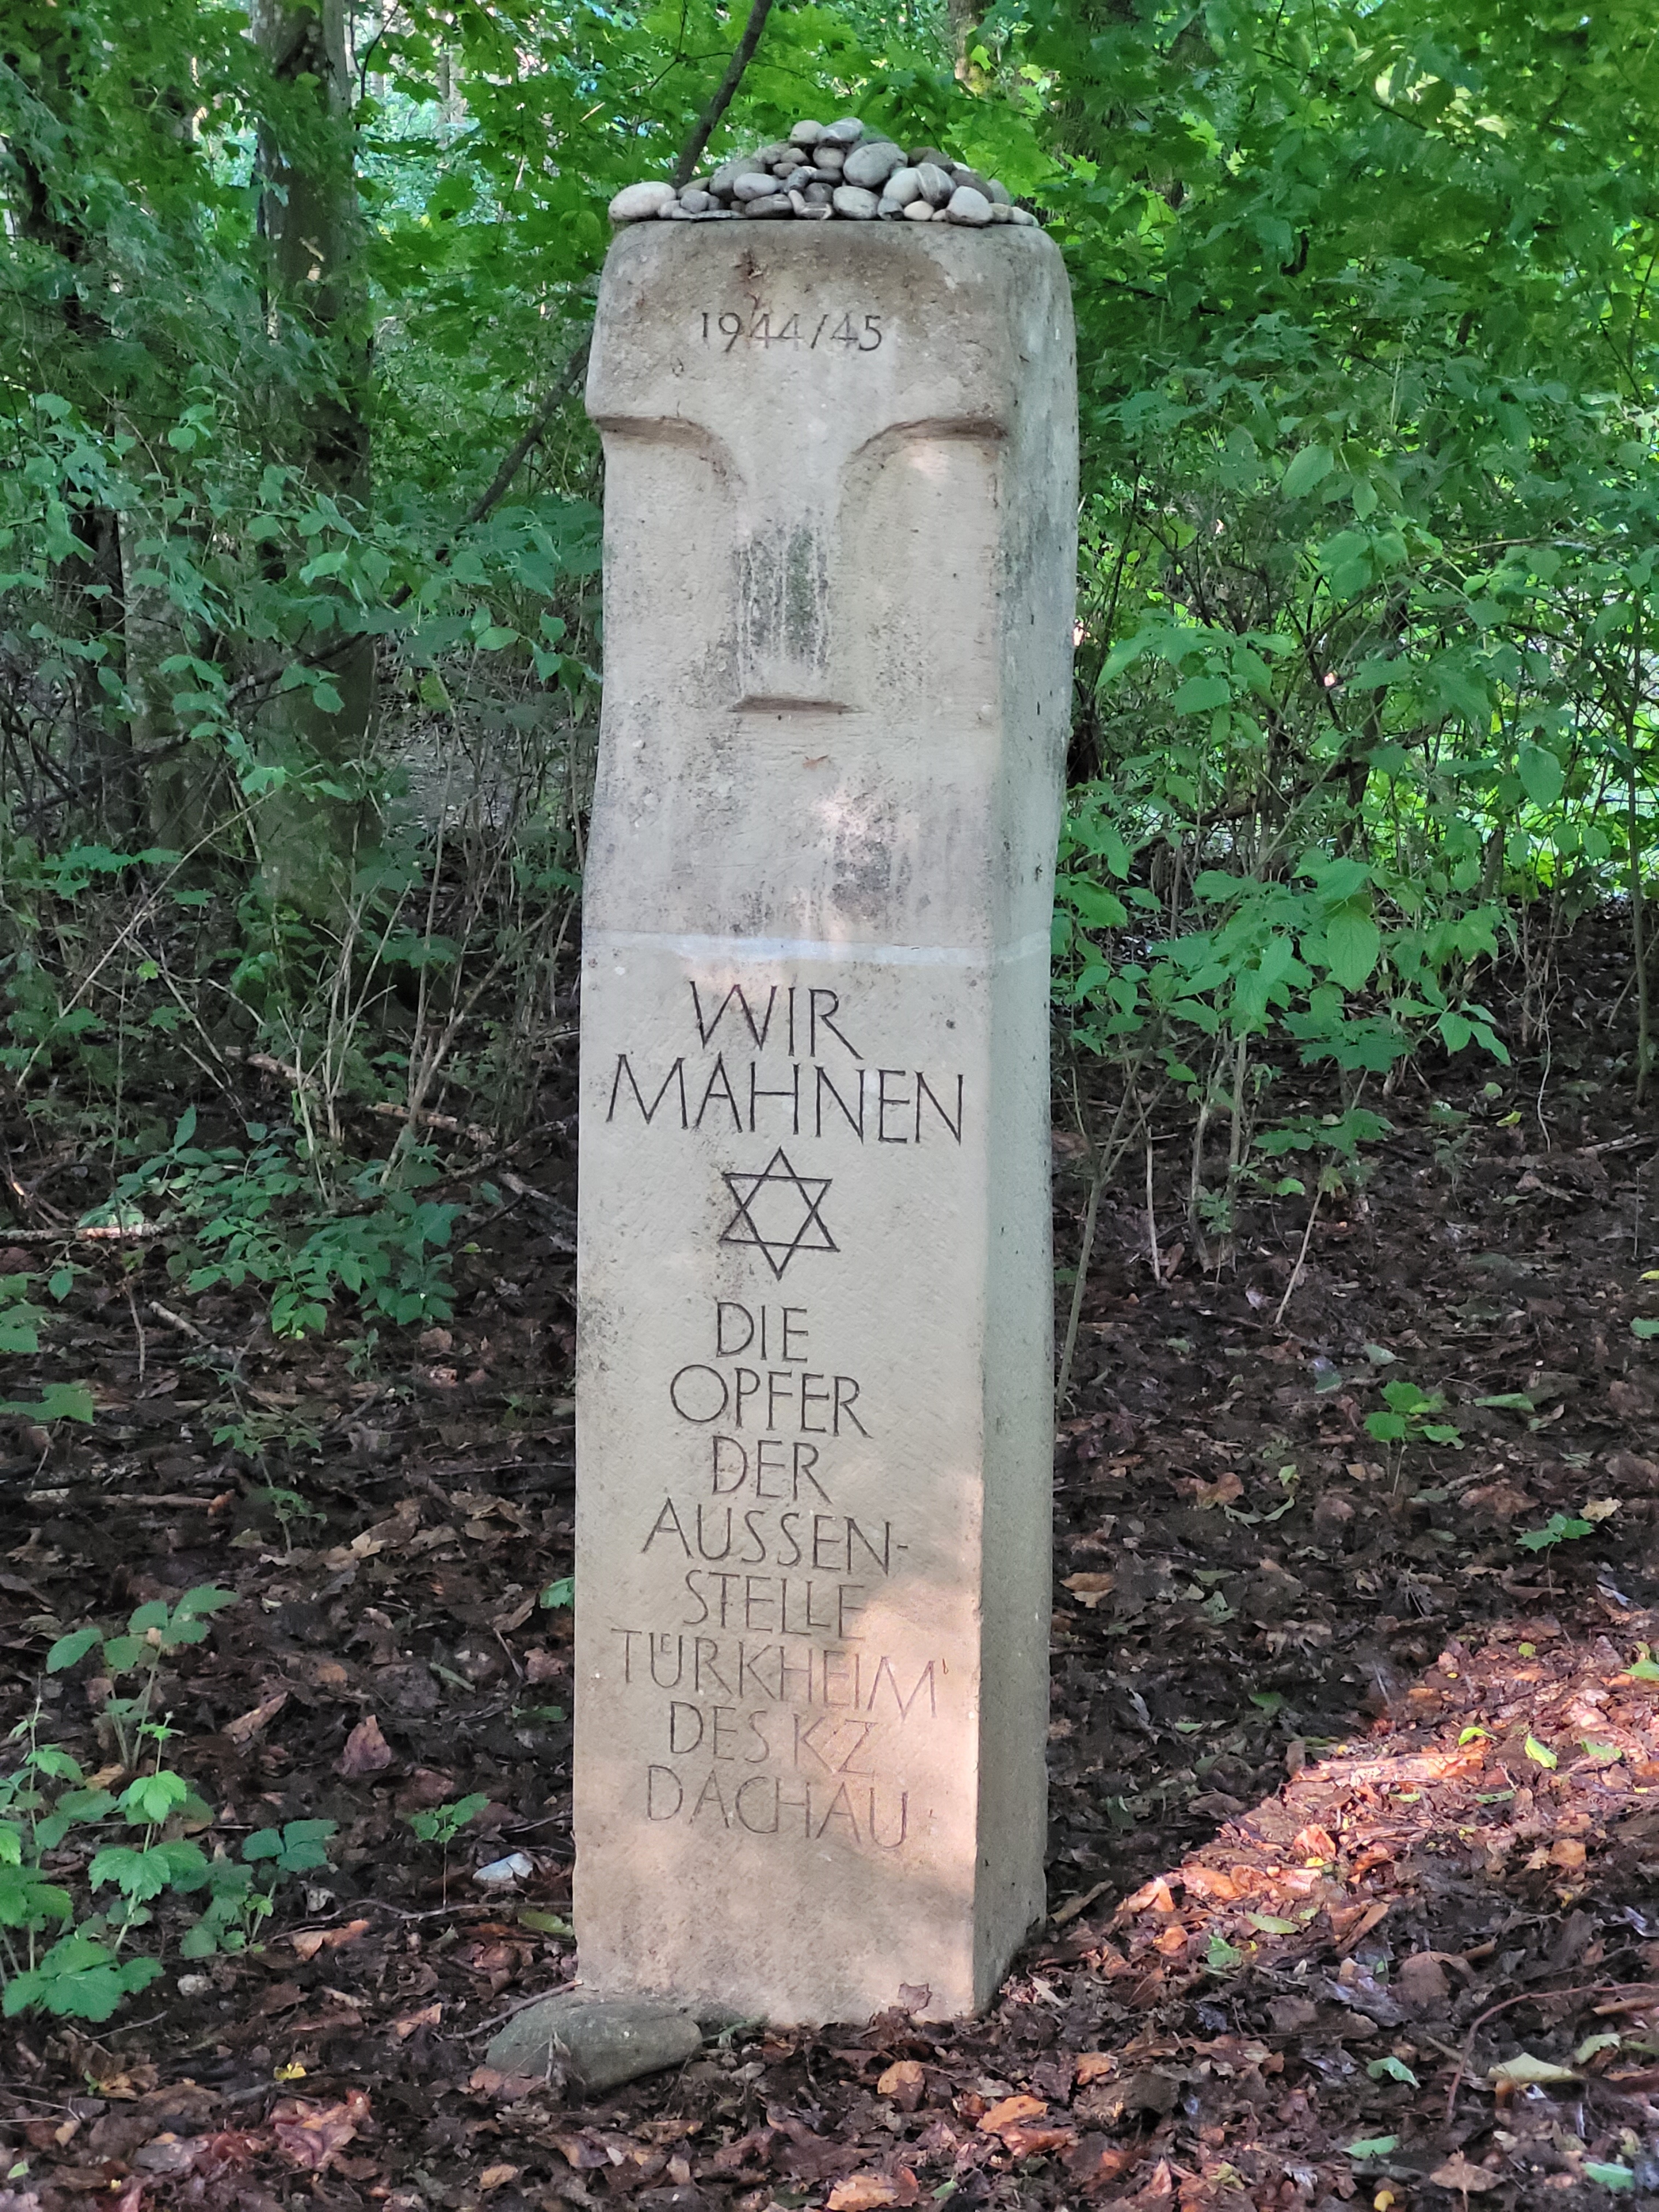 1944/45
WIR
MAHNEN
DIE
OPFER
DER
AUSSEN-
STELLE
TÜRKHEIM
DES KZ
DACHAU